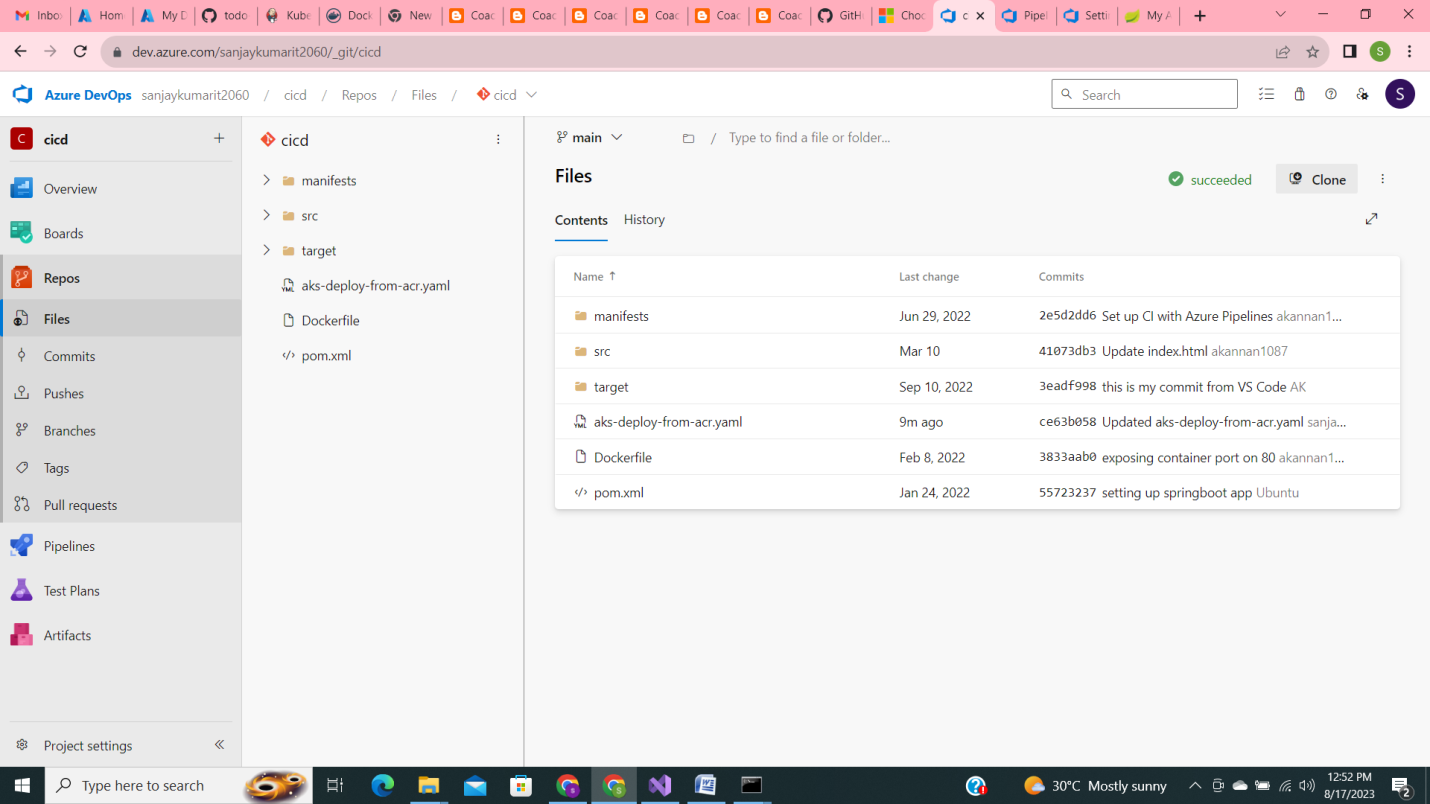 Inbo
Hom
My D
todo
Kube
Dock
New
Coac
Coac
Coac
Coac
Coac
Coac
GitH
Choc
c
Pipel
Setti
My A
dev.azure.com/sanjaykumarit2060/_git/cicd
S
Azure DevOps sanjaykumarit2060 / cicd / Repos / Files / cicd
Search
S
C cicd
Overview
Boards
Repos
Files
Commits
Pushes
Branches
Tags
Pull requests
Pipelines
Test Plans
Artifacts
Project settings
cicd
manifests
src
target
aks-deploy-from-acr.yaml
Dockerfile
pom.xml
main / Type to find a file or folder...
Files
succeeded
Clone
Contents History
Name ↑ Last change Commits
manifests Jun 29, 2022 2e5d2dd6 Set up CI with Azure Pipelines akannan1...
src Mar 10 41073db3 Update index.html akannan1087
target Sep 10, 2022 3eadf998 this is my commit from VS Code AK
aks-deploy-from-acr.yaml 9m ago ce63b058 Updated aks-deploy-from-acr.yaml sanja...
Dockerfile Feb 8, 2022 3833aab0 exposing container port on 80 akannan1...
pom.xml Jan 24, 2022 55723237 setting up springboot app Ubuntu
Type here to search
30°C Mostly sunny
12:52 PM
8/17/2023
2